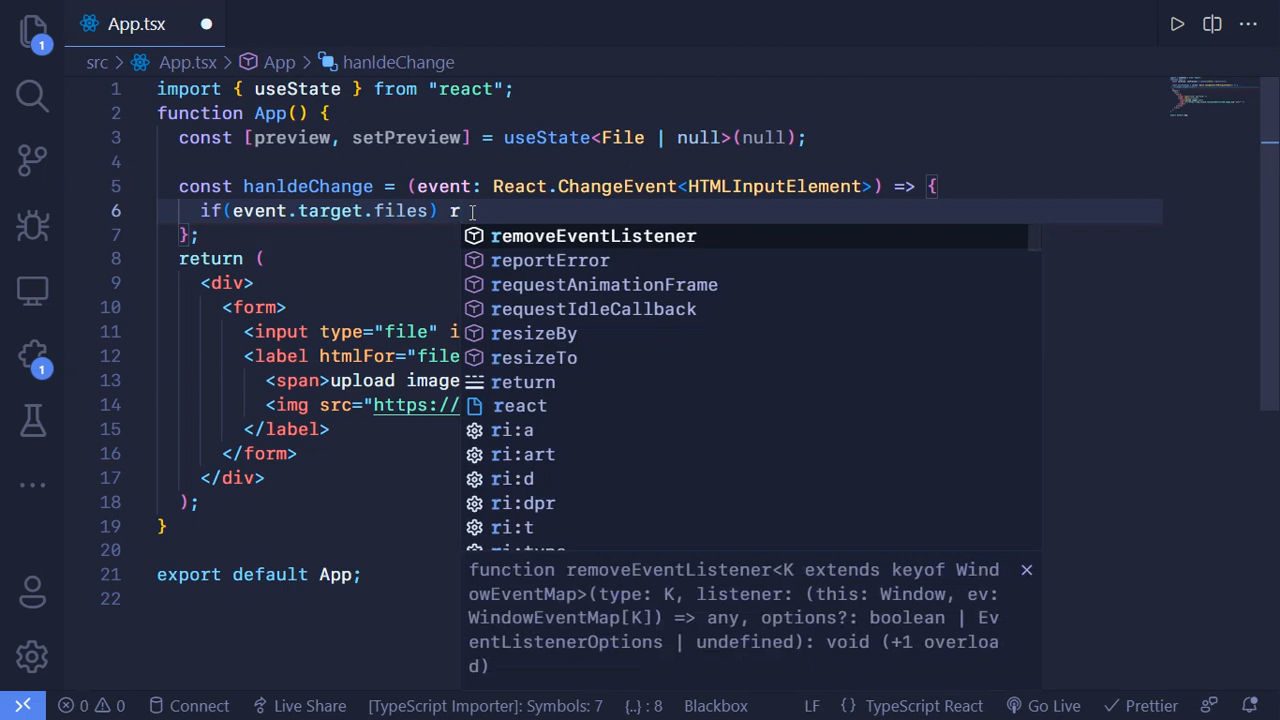 App.tsx
1
src > App.tsx > App > hanldeChange
1 import { useState } from "react";
2 function App() {
3 const [preview, setPreview] = useState<File | null>(null);
4
5 const hanldeChange = (event: React.ChangeEvent<HTMLInputElement>) => {
6 if(event.target.files) r
7 };
8 return (
9 <div>
10 <form>
11 <input type="file" i
12 <label htmlFor="file
13 <span>upload image
14 <img src="https://
15 </label>
16 </form>
17 </div>
18 );
19 }
20
21 export default App;
22
removeEventListener
reportError
requestAnimationFrame
requestIdleCallback
resizeBy
resizeTo
return
react
ri:a
ri:art
ri:d
ri:dpr
ri:t
ri:type
function removeEventListener<K extends keyof Wind
owEventMap>(type: K, listener: (this: Window, ev:
WindowEventMap[K]) => any, options?: boolean | Ev
entListenerOptions | undefined): void (+1 overloa
d)
1
0 0 Connect Live Share [TypeScript Importer]: Symbols: 7 {..} : 8 Blackbox LF {} TypeScript React Go Live Prettier